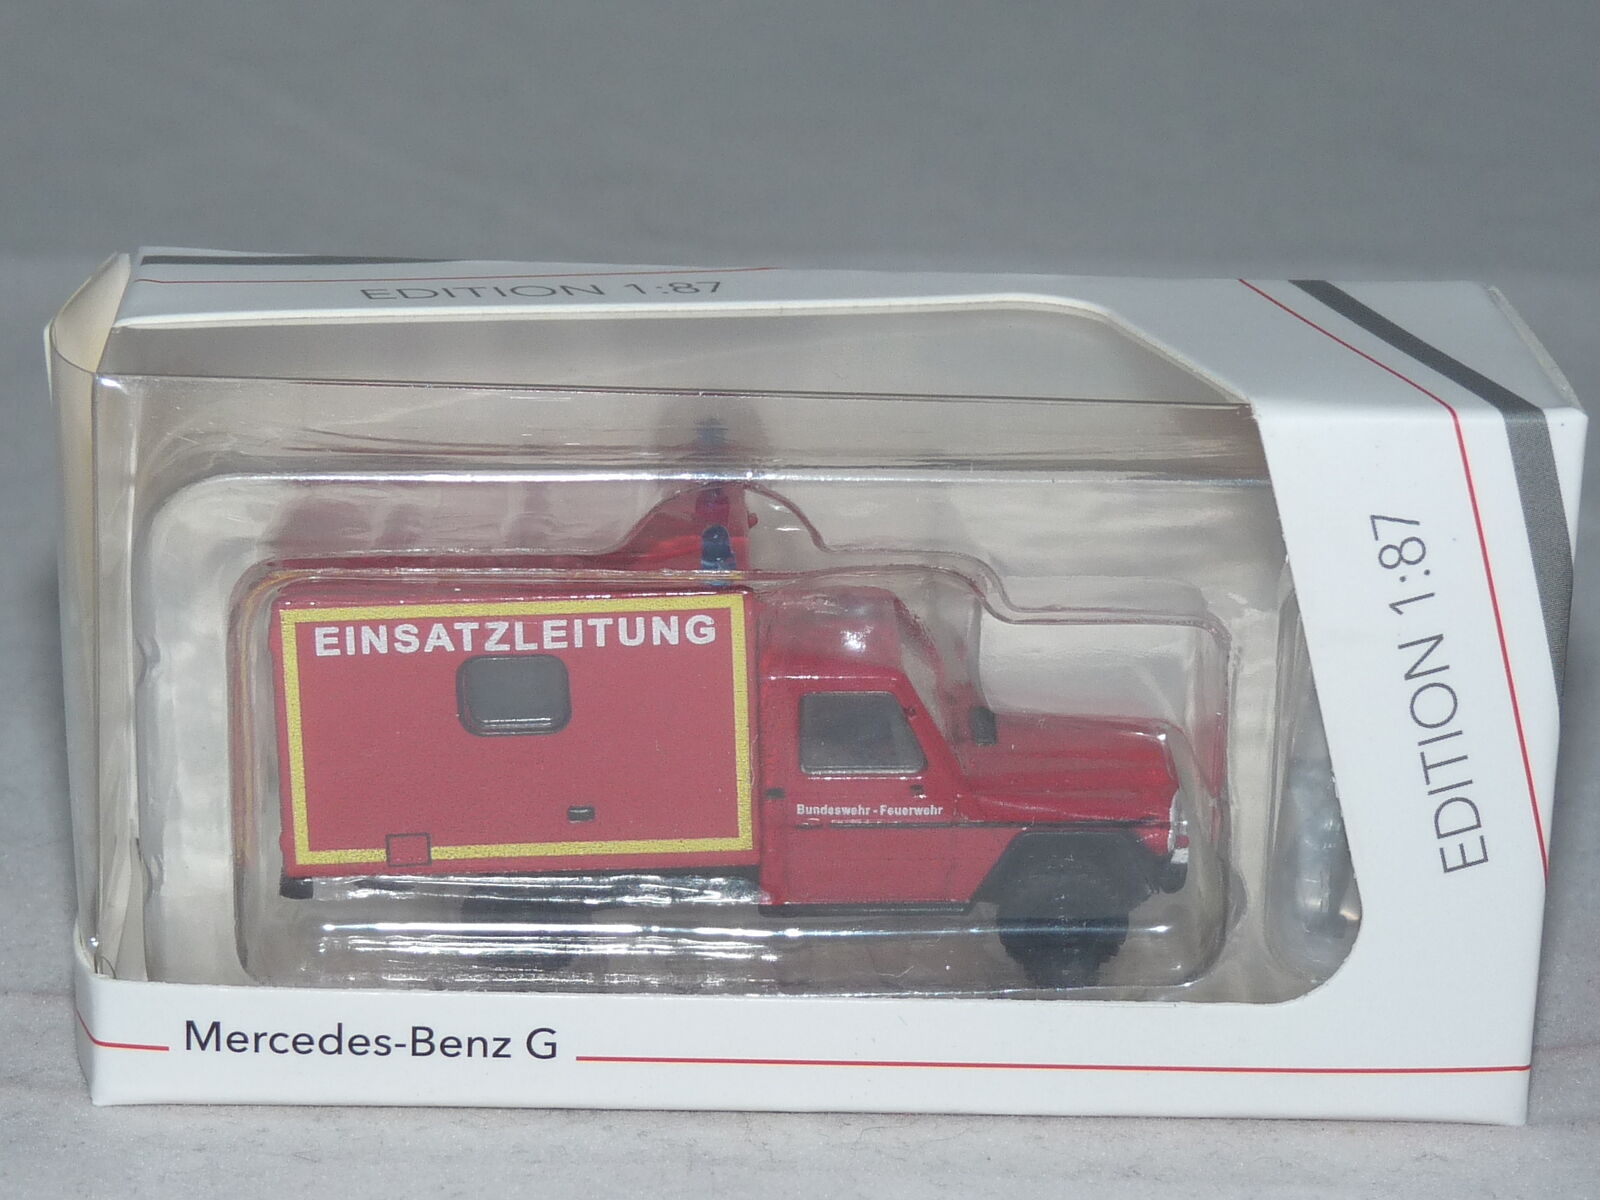 EDITION 1:87
EINSATZLEITUNG
Bundeswehr - Feuerwehr
EDITION 1:87
Mercedes-Benz G